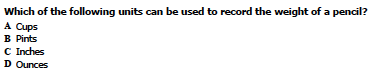 Which of the following units can be used to record the weight of a pencil?
A Cups
B Pints
C Inches
D Ounces